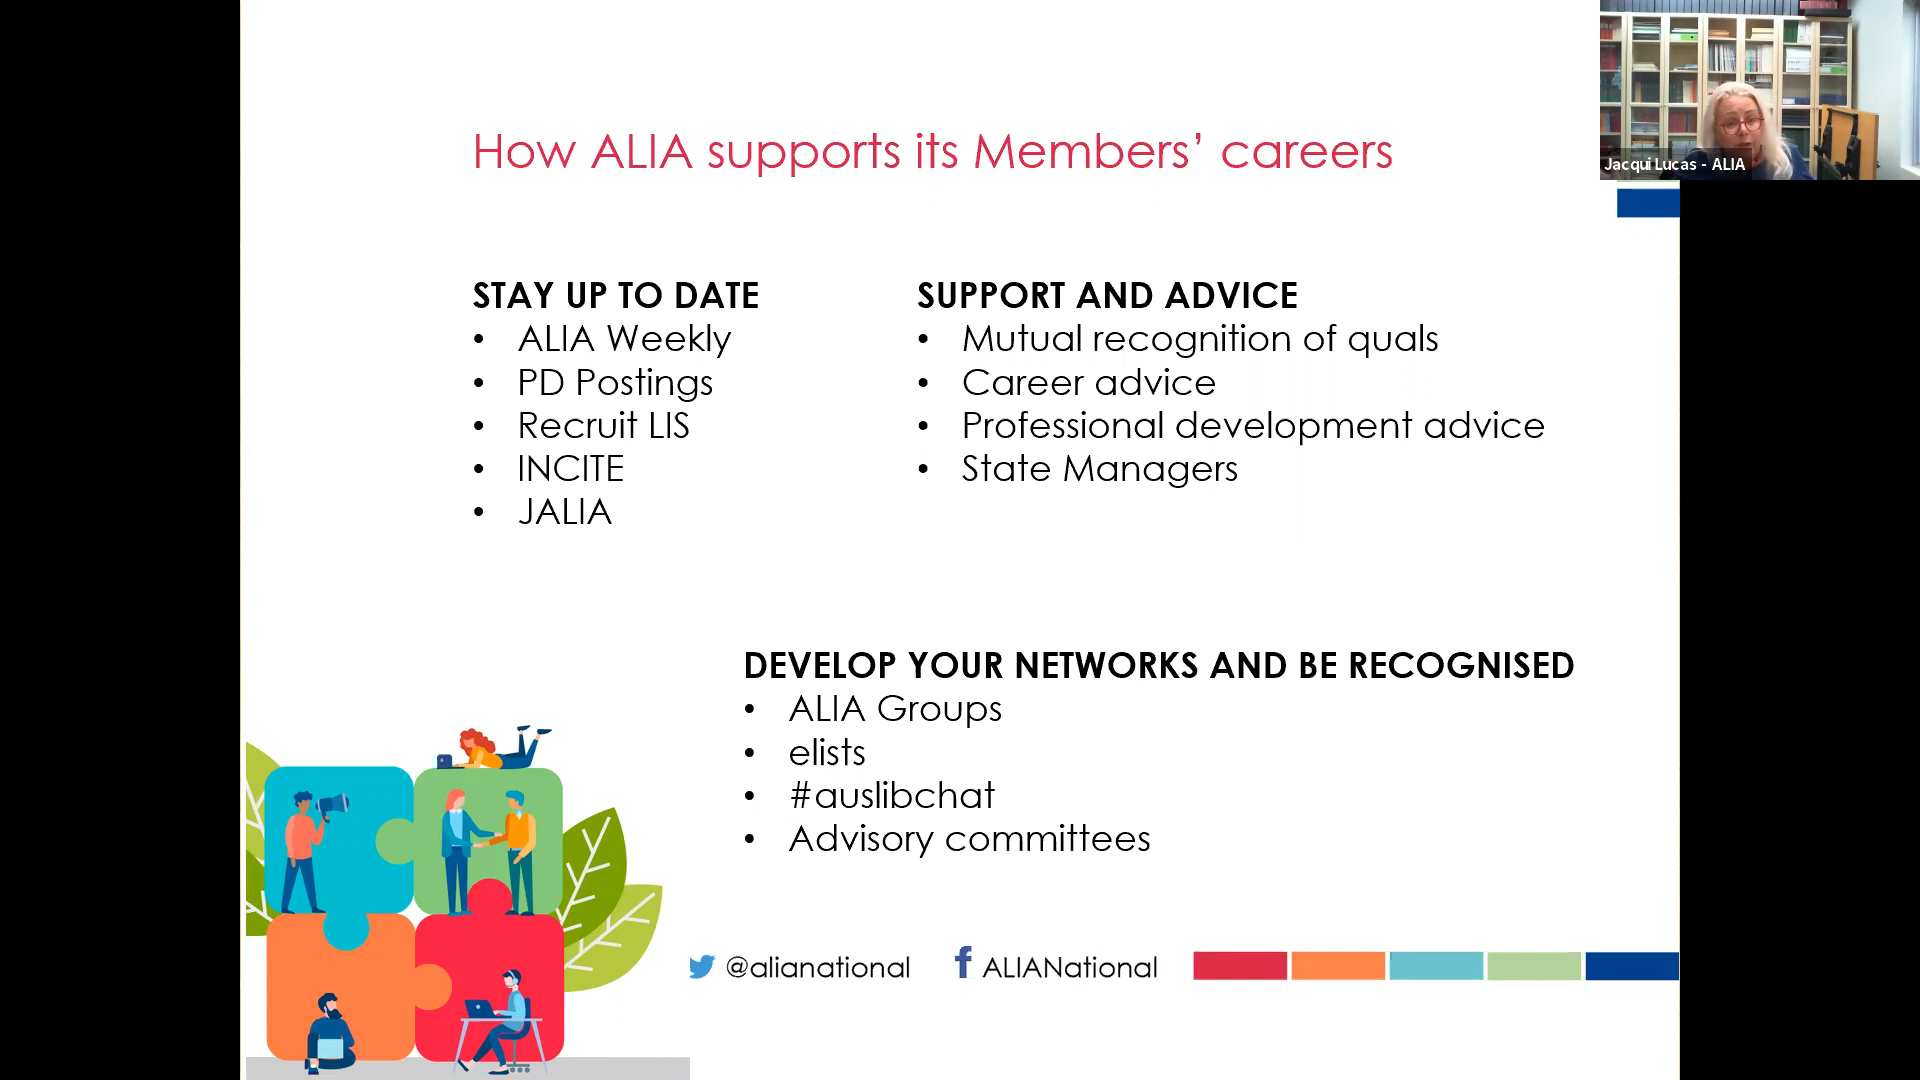 How ALIA supports its Members’ careers
Jacqui Lucas - ALIA
STAY UP TO DATE
• ALIA Weekly
• PD Postings
• Recruit LIS
• INCITE
• JALIA
SUPPORT AND ADVICE
• Mutual recognition of quals
• Career advice
• Professional development advice
• State Managers
DEVELOP YOUR NETWORKS AND BE RECOGNISED
• ALIA Groups
• elists
• #auslibchat
• Advisory committees
@alianational
ALIANational